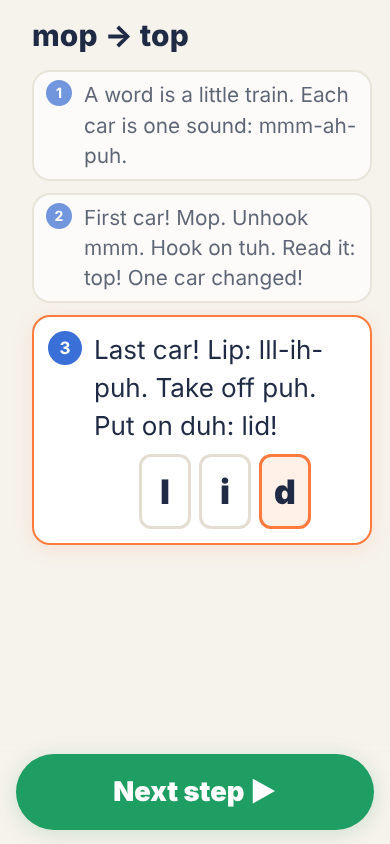 mop → top
1
A word is a little train. Each
car is one sound: mmm-ah-
puh.
2
First car! Mop. Unhook
mmm. Hook on tuh. Read it:
top! One car changed!
3
Last car! Lip: lll-ih-
puh. Take off puh.
Put on duh: lid!
l i d
Next step ▶